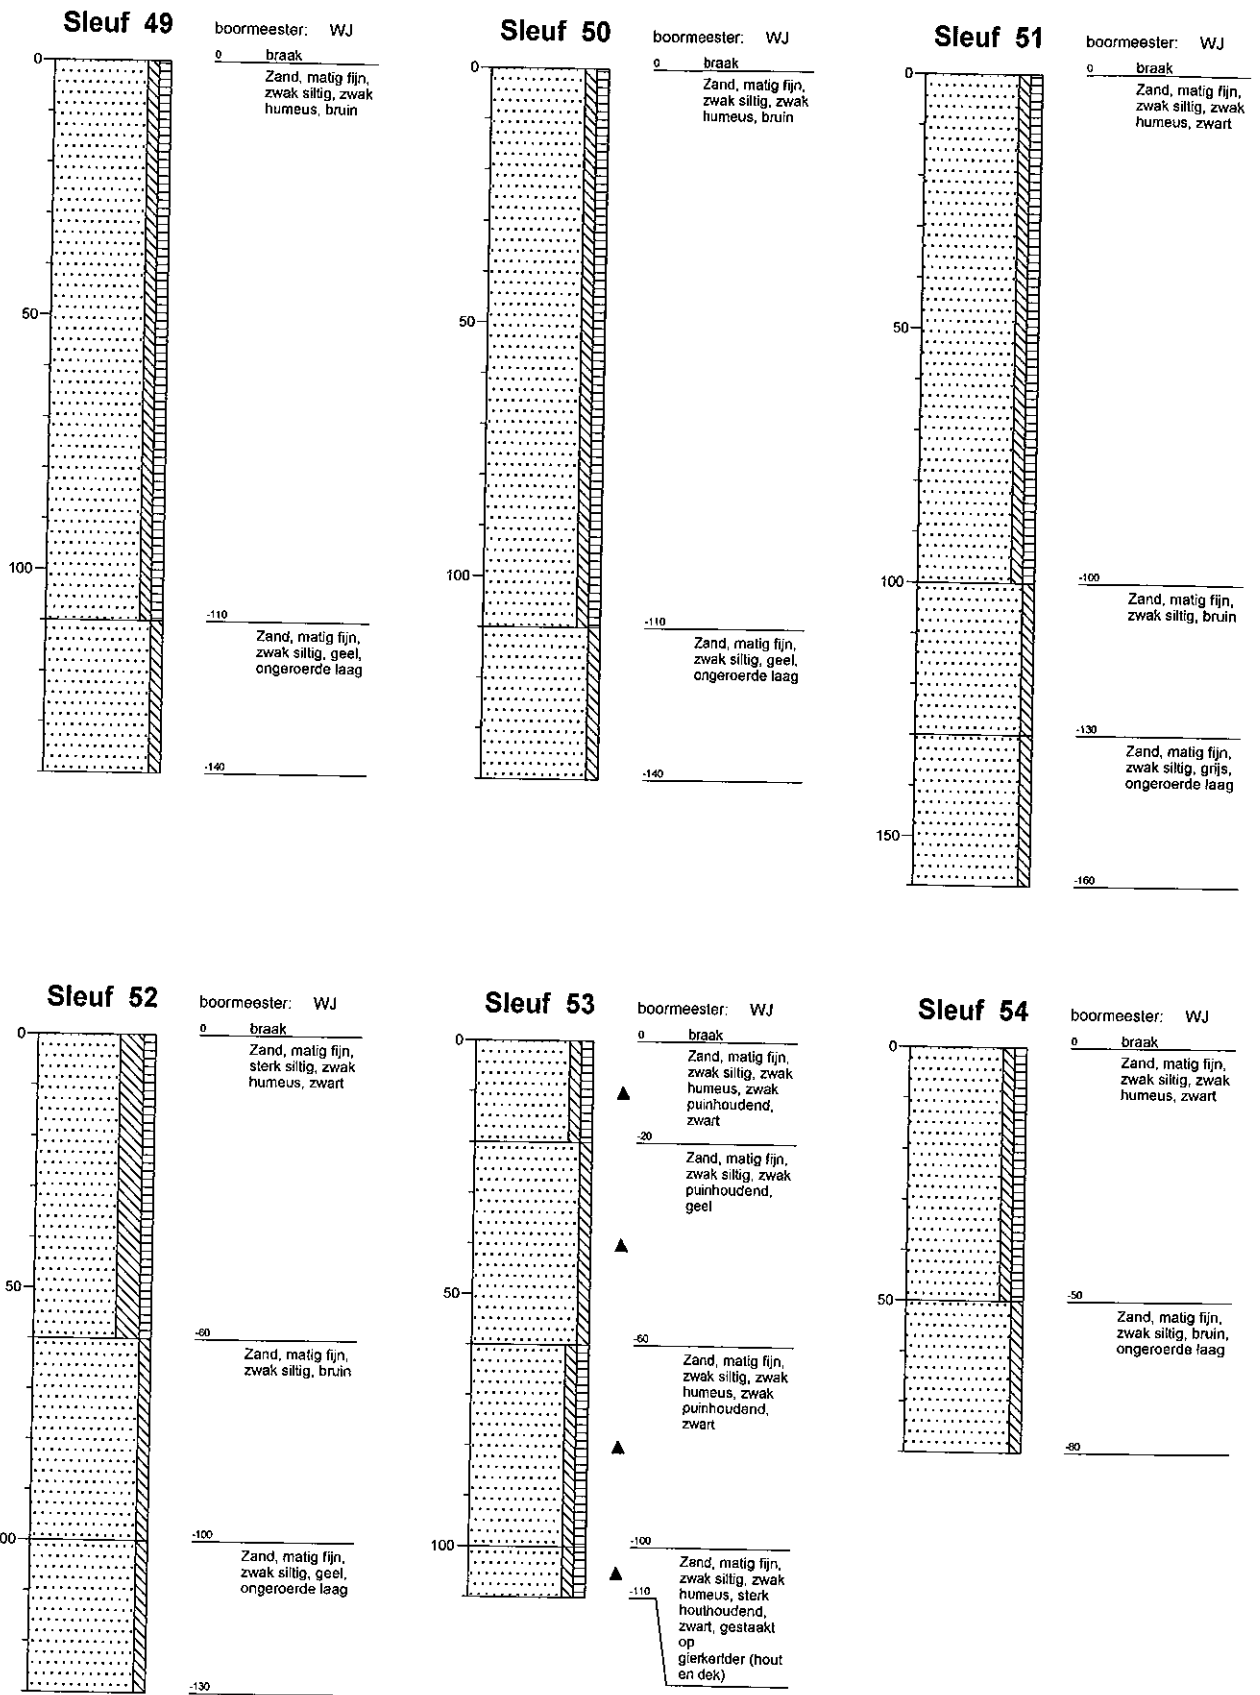 Sleuf 49
boormeester: WJ
0 braak
Zand, matig fijn,
zwak siltig, zwak
humeus, bruin
-110
Zand, matig fijn,
zwak siltig, geel,
ongeroerde laag
-140
0
50
100
Sleuf 50
boormeester: WJ
0 braak
Zand, matig fijn,
zwak siltig, zwak
humeus, bruin
-110
Zand, matig fijn,
zwak siltig, geel,
ongeroerde laag
-140
0
50
100
Sleuf 51
boormeester: WJ
0 braak
Zand, matig fijn,
zwak siltig, zwak
humeus, zwart
-100
Zand, matig fijn,
zwak siltig, bruin
-130
Zand, matig fijn,
zwak siltig, grijs,
ongeroerde laag
-160
0
50
100
150
Sleuf 52
boormeester: WJ
0 braak
Zand, matig fijn,
sterk siltig, zwak
humeus, zwart
-60
Zand, matig fijn,
zwak siltig, bruin
-100
Zand, matig fijn,
zwak siltig, geel,
ongeroerde laag
-130
0
50
00
Sleuf 53
boormeester: WJ
0 braak
Zand, matig fijn,
zwak siltig, zwak
humeus, zwak
puinhoudend,
zwart
-20
Zand, matig fijn,
zwak siltig, zwak
puinhoudend,
geel
-60
Zand, matig fijn,
zwak siltig, zwak
humeus, zwak
puinhoudend,
zwart
-100
Zand, matig fijn,
zwak siltig, zwak
humeus, sterk
houthoudend,
zwart, gestaakt
op
gierkerlder (hout
en dek)
-110
0
50
100
Sleuf 54
boormeester: WJ
0 braak
Zand, matig fijn,
zwak siltig, zwak
humeus, zwart
-50
Zand, matig fijn,
zwak siltig, bruin,
ongeroerde laag
-80
0
50